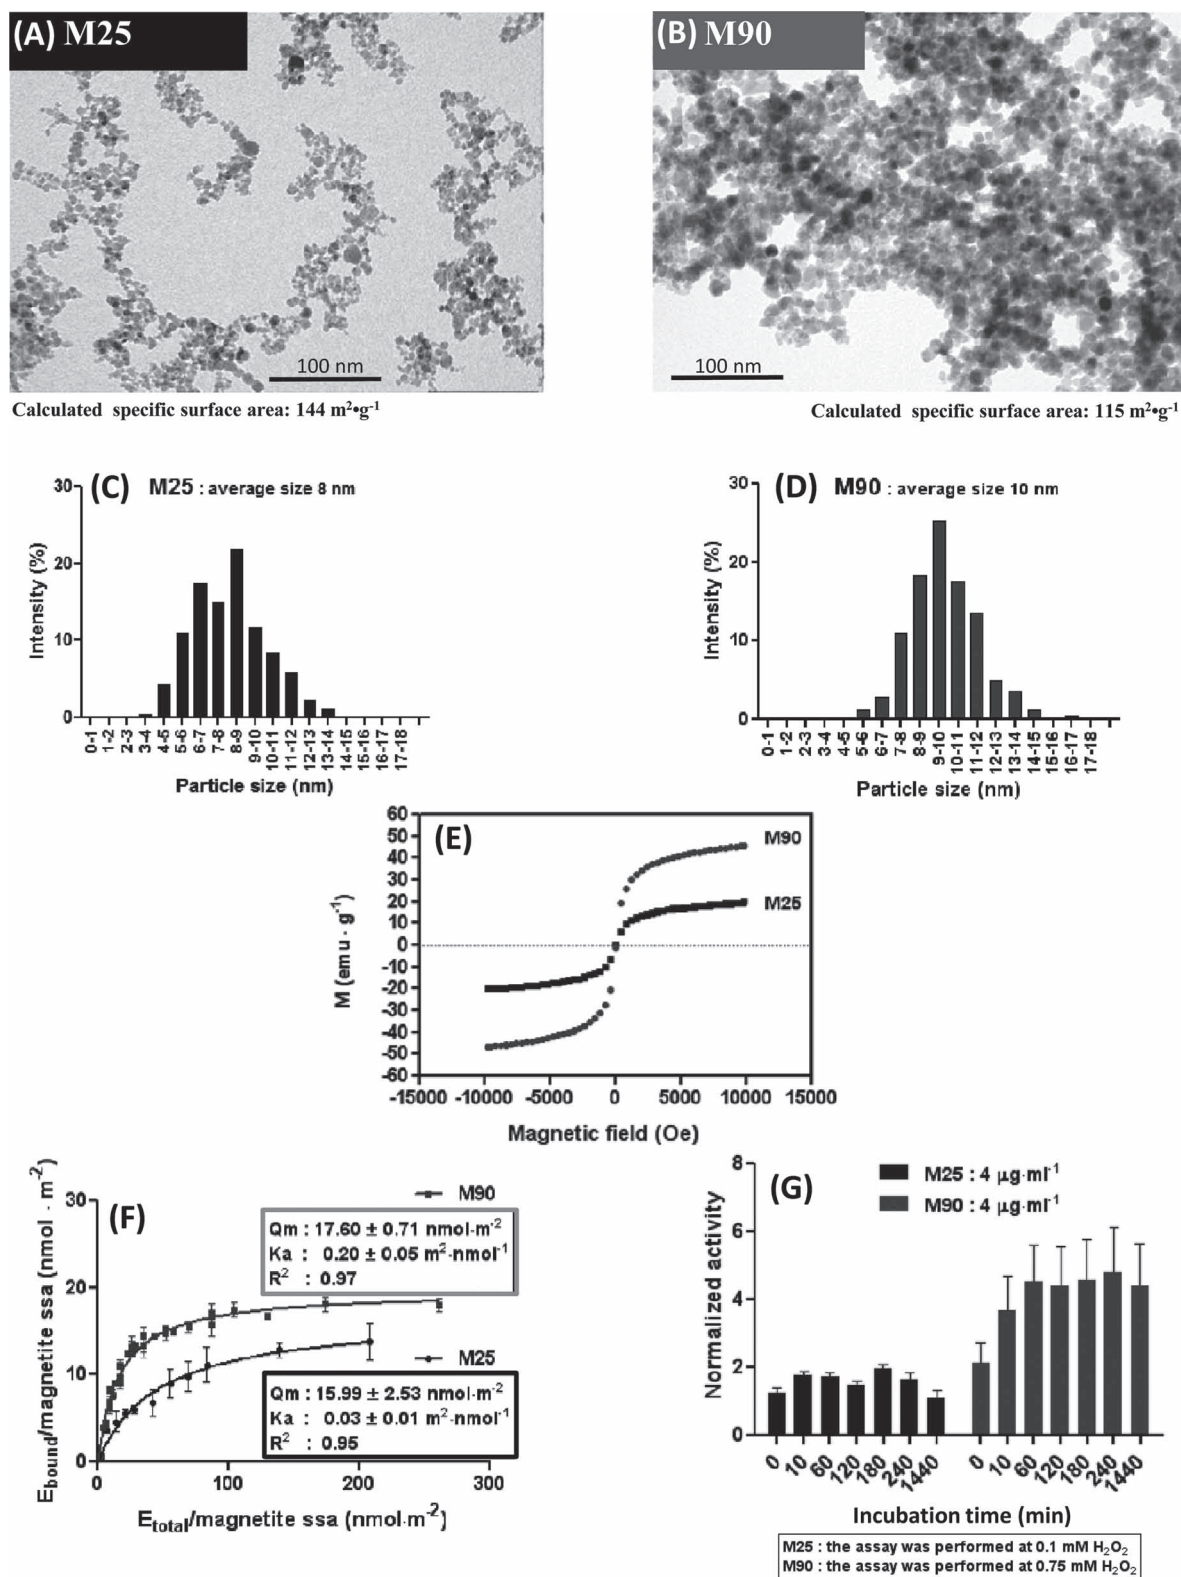 (A) M25
(B) M90
100 nm
100 nm
Calculated specific surface area: 144 m²•g⁻¹
Calculated specific surface area: 115 m²•g⁻¹
(C) M25 : average size 8 nm
30
20
10
0
Intensity (%)
0-1 1-2 2-3 3-4 4-5 5-6 6-7 7-8 8-9 9-10 10-11 11-12 12-13 13-14 14-15 15-16 16-17 17-18
Particle size (nm)
(D) M90 : average size 10 nm
30
20
10
0
Intensity (%)
0-1 1-2 2-3 3-4 4-5 5-6 6-7 7-8 8-9 9-10 10-11 11-12 12-13 13-14 14-15 15-16 16-17 17-18
Particle size (nm)
(E)
60
50
40
30
20
10
0
-10
-20
-30
-40
-50
-60
M (emu · g⁻¹)
M90
M25
-15000 -10000 -5000 0 5000 10000 15000
Magnetic field (Oe)
(F)
M90
Qm : 17.60 ± 0.71 nmol·m⁻²
Ka : 0.20 ± 0.05 m²·nmol⁻¹
R² : 0.97
M25
Qm : 15.99 ± 2.53 nmol·m⁻²
Ka : 0.03 ± 0.01 m²·nmol⁻¹
R² : 0.95
30
20
10
0
E_bound/magnetite ssa (nmol · m⁻²)
0 100 200 300
E_total/magnetite ssa (nmol·m⁻²)
(G)
M25 : 4 µg·ml⁻¹
M90 : 4 µg·ml⁻¹
8
6
4
2
0
Normalized activity
0 10 60 120 180 240 1440 0 10 60 120 180 240 1440
Incubation time (min)
M25 : the assay was performed at 0.1 mM H₂O₂
M90 : the assay was performed at 0.75 mM H₂O₂